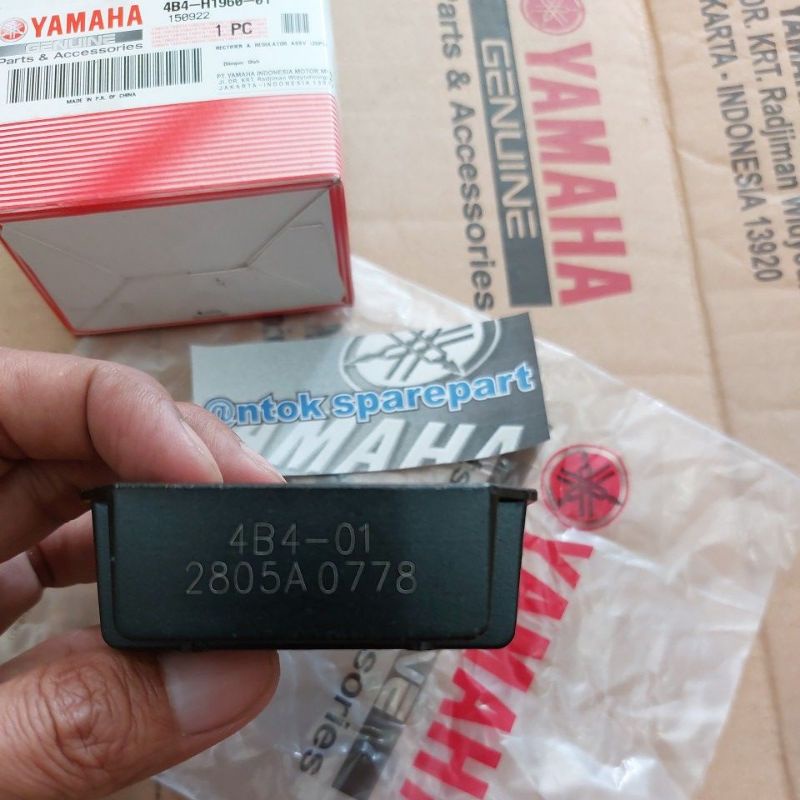 YAMAHA
GENUINE
Parts & Accessories
4B4-H1960-01
150922
1 PC
RECTIFIER & REGULATOR ASSY
PT. YAMAHA INDONESIA MOTOR
JAKARTA - INDONESIA
MADE IN P.R. OF CHINA
YAMAHA
GENUINE
Parts & Accessories
DR. KRT. Radjiman
JAKARTA - INDONESIA 13920
@ntok sparepart
YAMAHA
4B4-01
2805A0778
YAMAH